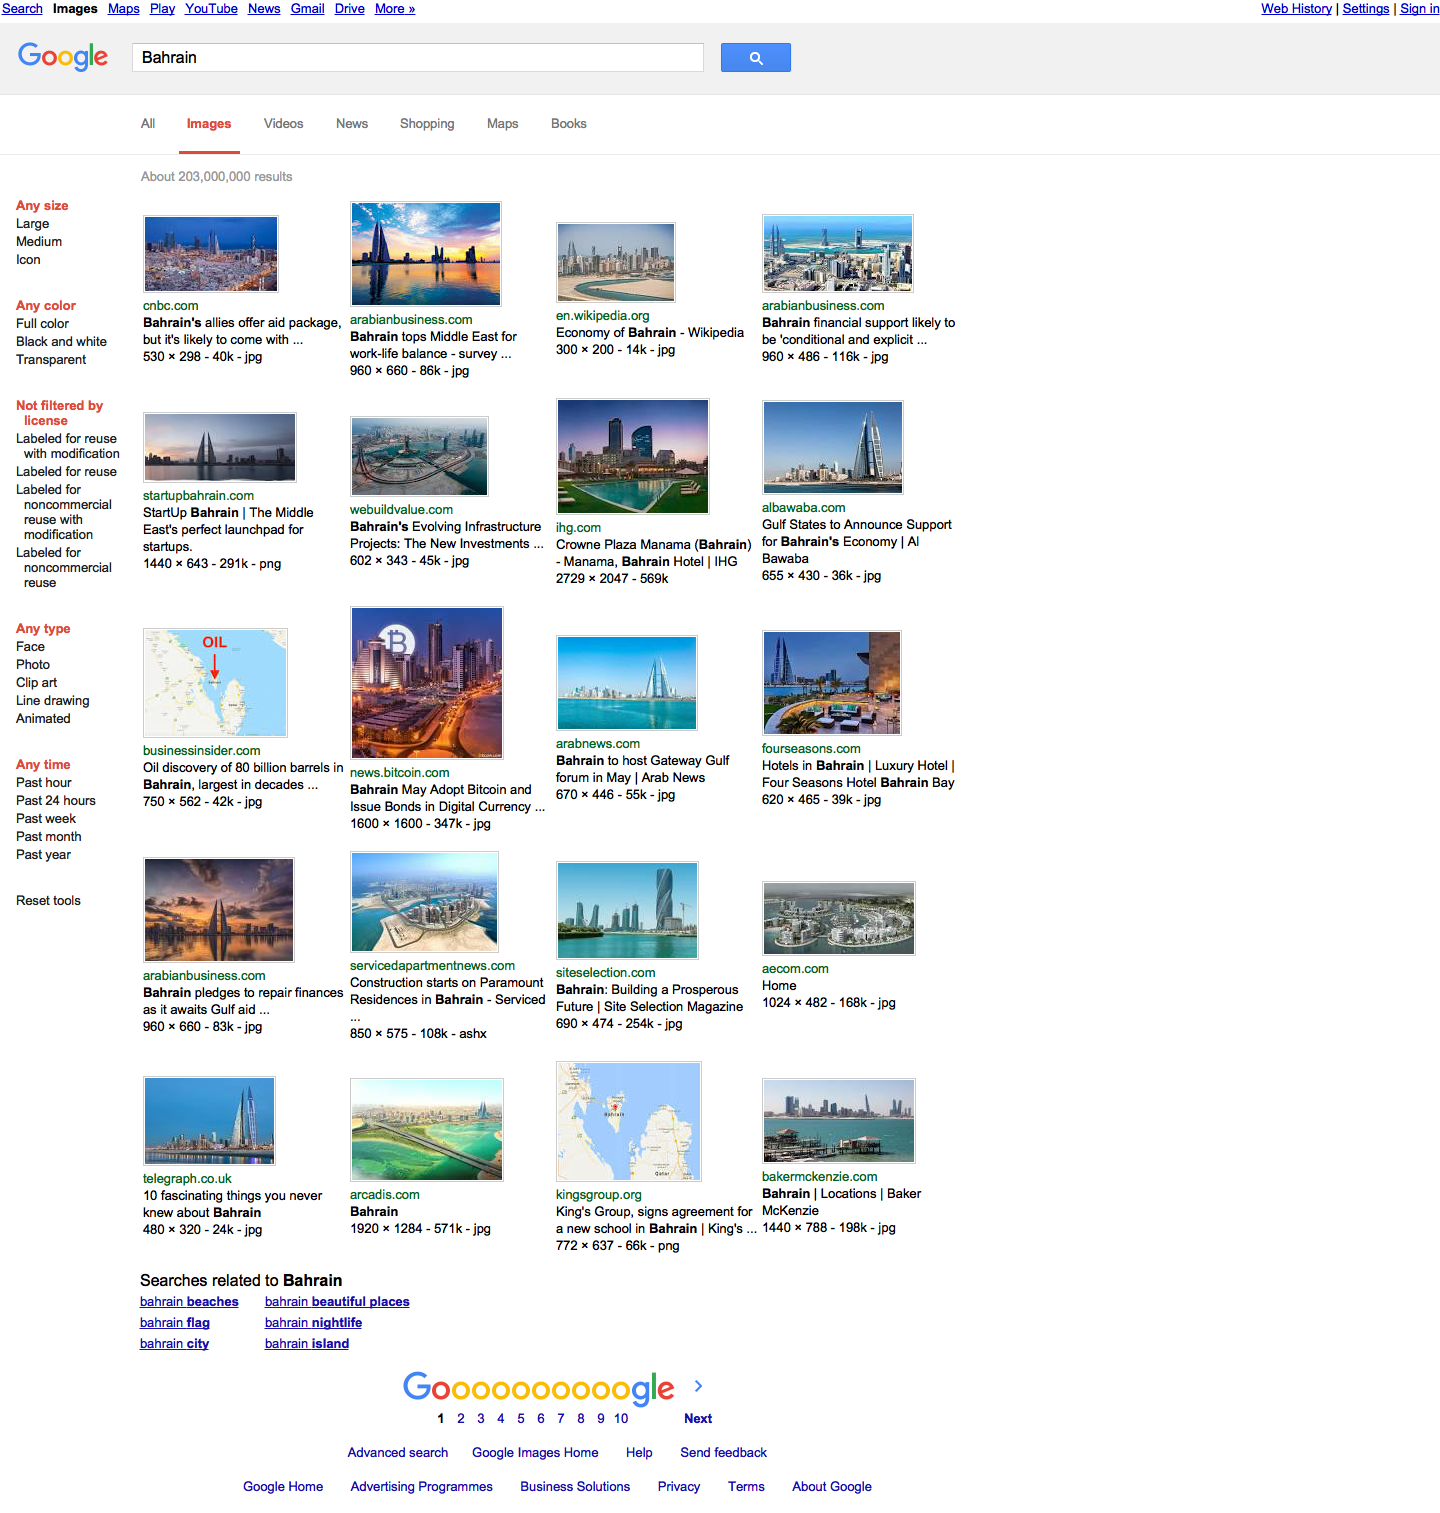 Search Images Maps Play YouTube News Gmail Drive More »
Web History | Settings | Sign in
Google
Bahrain
All Images Videos News Shopping Maps Books
About 203,000,000 results
Any size
Large
Medium
Icon
Any color
Full color
Black and white
Transparent
Not filtered by
license
Labeled for reuse
with modification
Labeled for reuse
Labeled for
noncommercial
reuse with
modification
Labeled for
noncommercial
reuse
Any type
Face
Photo
Clip art
Line drawing
Animated
Any time
Past hour
Past 24 hours
Past week
Past month
Past year
Reset tools
cnbc.com
Bahrain's allies offer aid package,
but it's likely to come with ...
530 × 298 - 40k - jpg
arabianbusiness.com
Bahrain tops Middle East for
work-life balance - survey ...
960 × 660 - 86k - jpg
en.wikipedia.org
Economy of Bahrain - Wikipedia
300 × 200 - 14k - jpg
arabianbusiness.com
Bahrain financial support likely to
be 'conditional and explicit ...
960 × 486 - 116k - jpg
startupbahrain.com
StartUp Bahrain | The Middle
East's perfect launchpad for
startups.
1440 × 643 - 291k - png
webuildvalue.com
Bahrain's Evolving Infrastructure
Projects: The New Investments ...
602 × 343 - 45k - jpg
ihg.com
Crowne Plaza Manama (Bahrain)
- Manama, Bahrain Hotel | IHG
2729 × 2047 - 569k
albawaba.com
Gulf States to Announce Support
for Bahrain's Economy | Al
Bawaba
655 × 430 - 36k - jpg
OIL
businessinsider.com
Oil discovery of 80 billion barrels in
Bahrain, largest in decades ...
750 × 562 - 42k - jpg
news.bitcoin.com
Bahrain May Adopt Bitcoin and
Issue Bonds in Digital Currency ...
1600 × 1600 - 347k - jpg
arabnews.com
Bahrain to host Gateway Gulf
forum in May | Arab News
670 × 446 - 55k - jpg
fourseasons.com
Hotels in Bahrain | Luxury Hotel |
Four Seasons Hotel Bahrain Bay
620 × 465 - 39k - jpg
arabianbusiness.com
Bahrain pledges to repair finances
as it awaits Gulf aid ...
960 × 660 - 83k - jpg
servicedapartmentnews.com
Construction starts on Paramount
Residences in Bahrain - Serviced
...
850 × 575 - 108k - ashx
siteselection.com
Bahrain: Building a Prosperous
Future | Site Selection Magazine
690 × 474 - 254k - jpg
aecom.com
Home
1024 × 482 - 168k - jpg
telegraph.co.uk
10 fascinating things you never
knew about Bahrain
480 × 320 - 24k - jpg
arcadis.com
Bahrain
1920 × 1284 - 571k - jpg
Bahrain
Qatar
kingsgroup.org
King's Group, signs agreement for
a new school in Bahrain | King's ...
772 × 637 - 66k - png
bakermckenzie.com
Bahrain | Locations | Baker
McKenzie
1440 × 788 - 198k - jpg
Searches related to Bahrain
bahrain beaches bahrain beautiful places
bahrain flag bahrain nightlife
bahrain city bahrain island
Goooooooooogle
1 2 3 4 5 6 7 8 9 10 Next
Advanced search Google Images Home Help Send feedback
Google Home Advertising Programmes Business Solutions Privacy Terms About Google